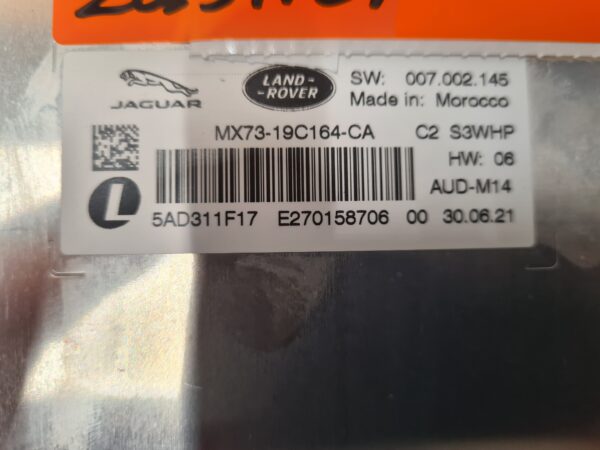 JAGUAR
LAND-
-ROVER
SW: 007.002.145
Made in: Morocco
MX73-19C164-CA C2 S3WHP
HW: 06
AUD-M14
L
5AD311F17 E270158706 00 30.06.21